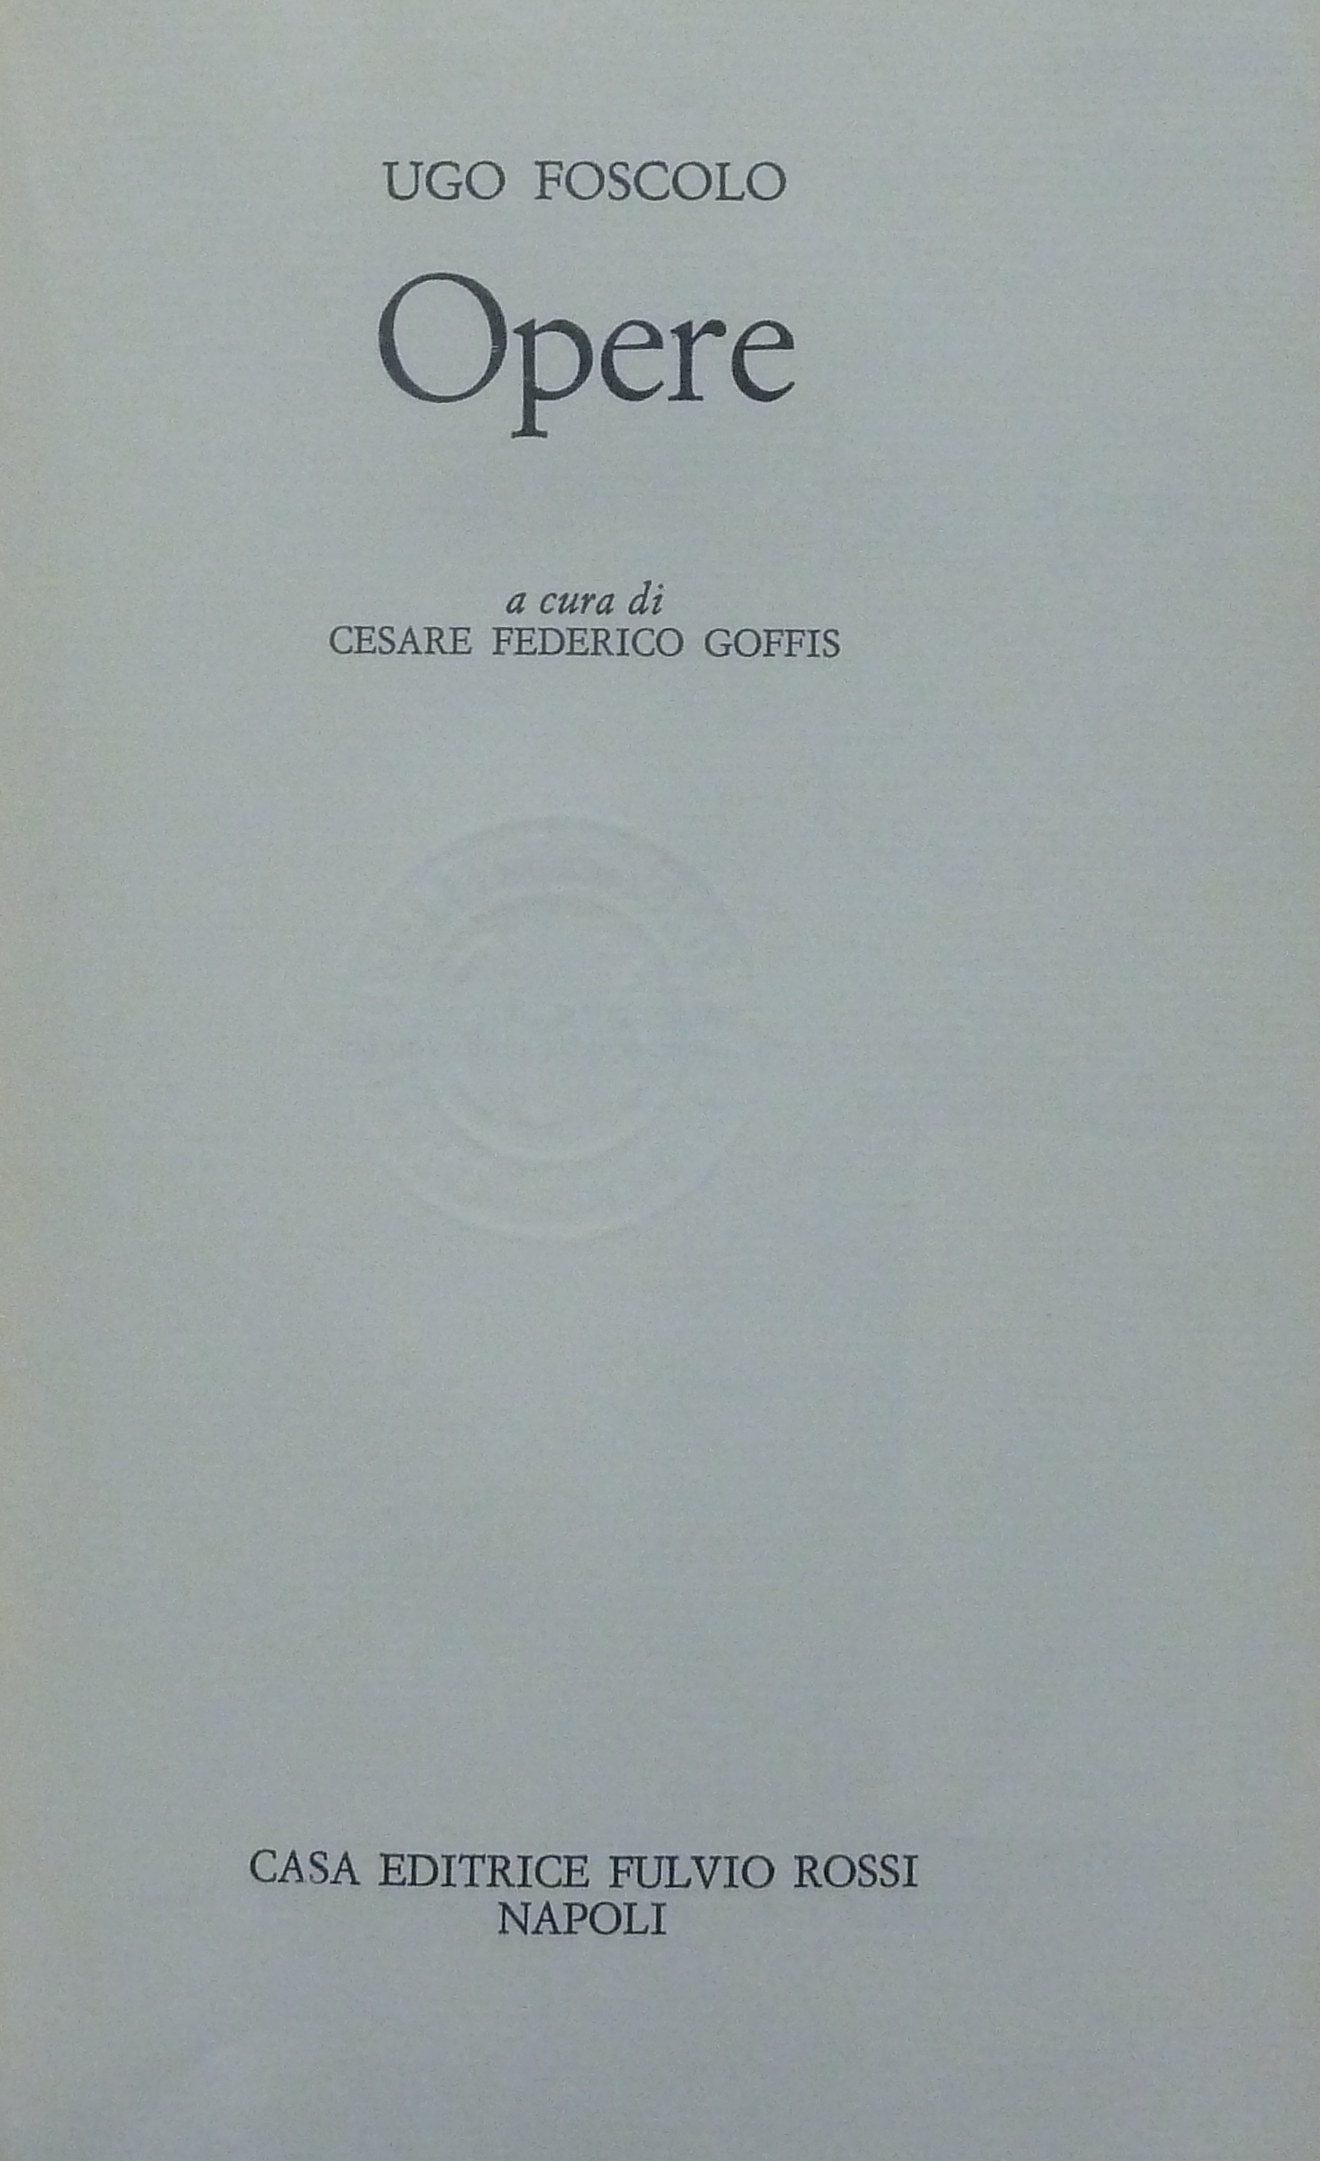 UGO FOSCOLO
Opere
a cura di
CESARE FEDERICO GOFFIS
CASA EDITRICE FULVIO ROSSI
NAPOLI